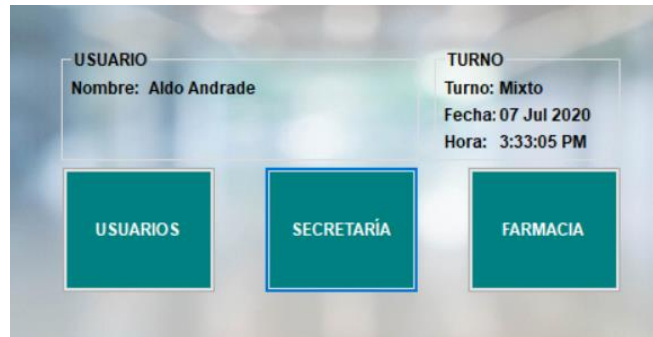 USUARIO
Nombre: Aldo Andrade
TURNO
Turno: Mixto
Fecha: 07 Jul 2020
Hora: 3:33:05 PM
USUARIOS
SECRETARÍA
FARMACIA